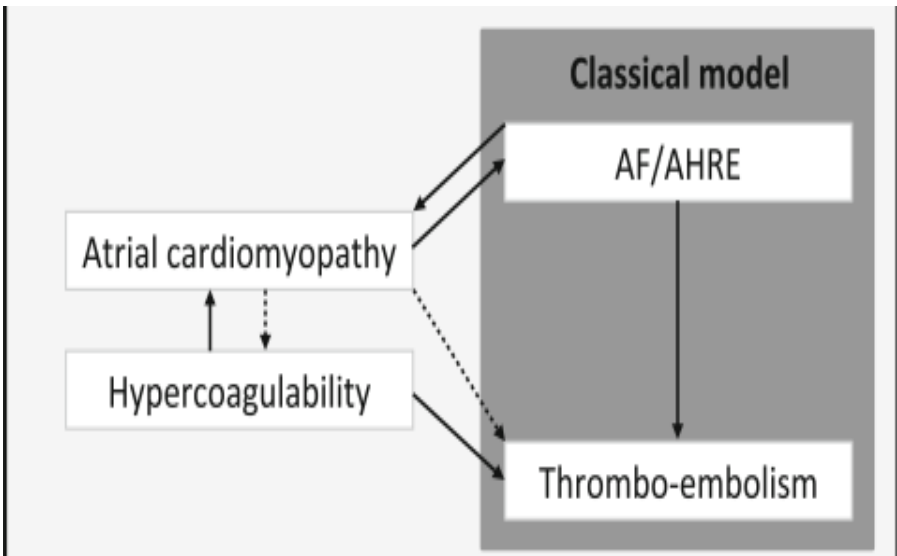 Classical model
AF/AHRE
Atrial cardiomyopathy
Hypercoagulability
Thrombo-embolism